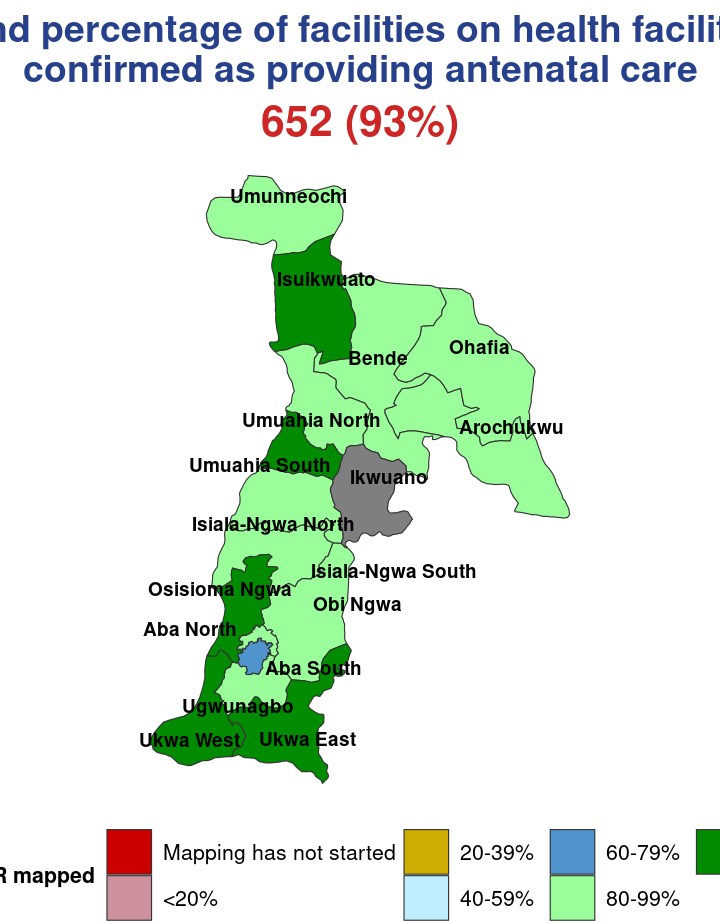 nd percentage of facilities on health facilit
confirmed as providing antenatal care
652 (93%)
Umunneochi
Isuikwuato
Ohafia
Bende
Umuahia North
Arochukwu
Umuahia South
Ikwuano
Isiala-Ngwa North
Isiala-Ngwa South
Osisioma Ngwa
Obi Ngwa
Aba North
Aba South
Ugwunagbo
Ukwa West
Ukwa East
R mapped
Mapping has not started
20-39%
60-79%
<20%
40-59%
80-99%